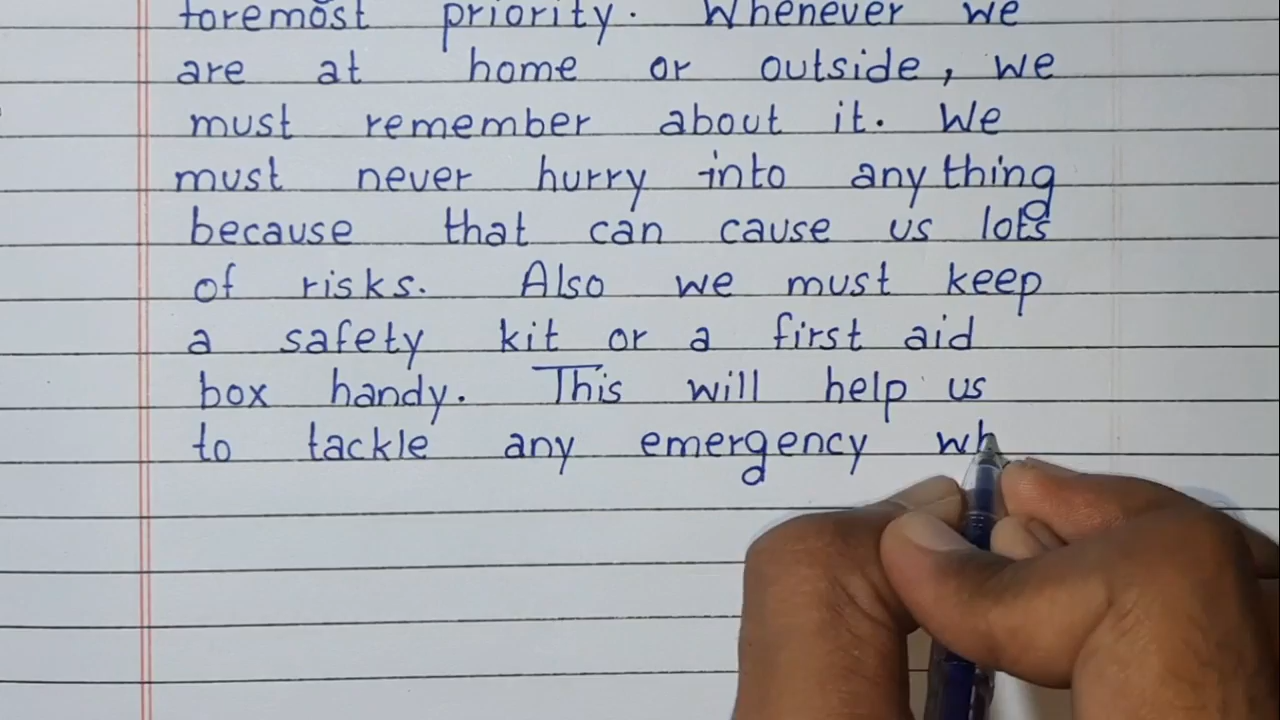 foremost priority. Whenever we
are at home or outside, we
must remember about it. We
must never hurry into anything
because that can cause us lots
of risks. Also we must keep
a safety kit or a first aid
box handy. This will help us
to tackle any emergency wh